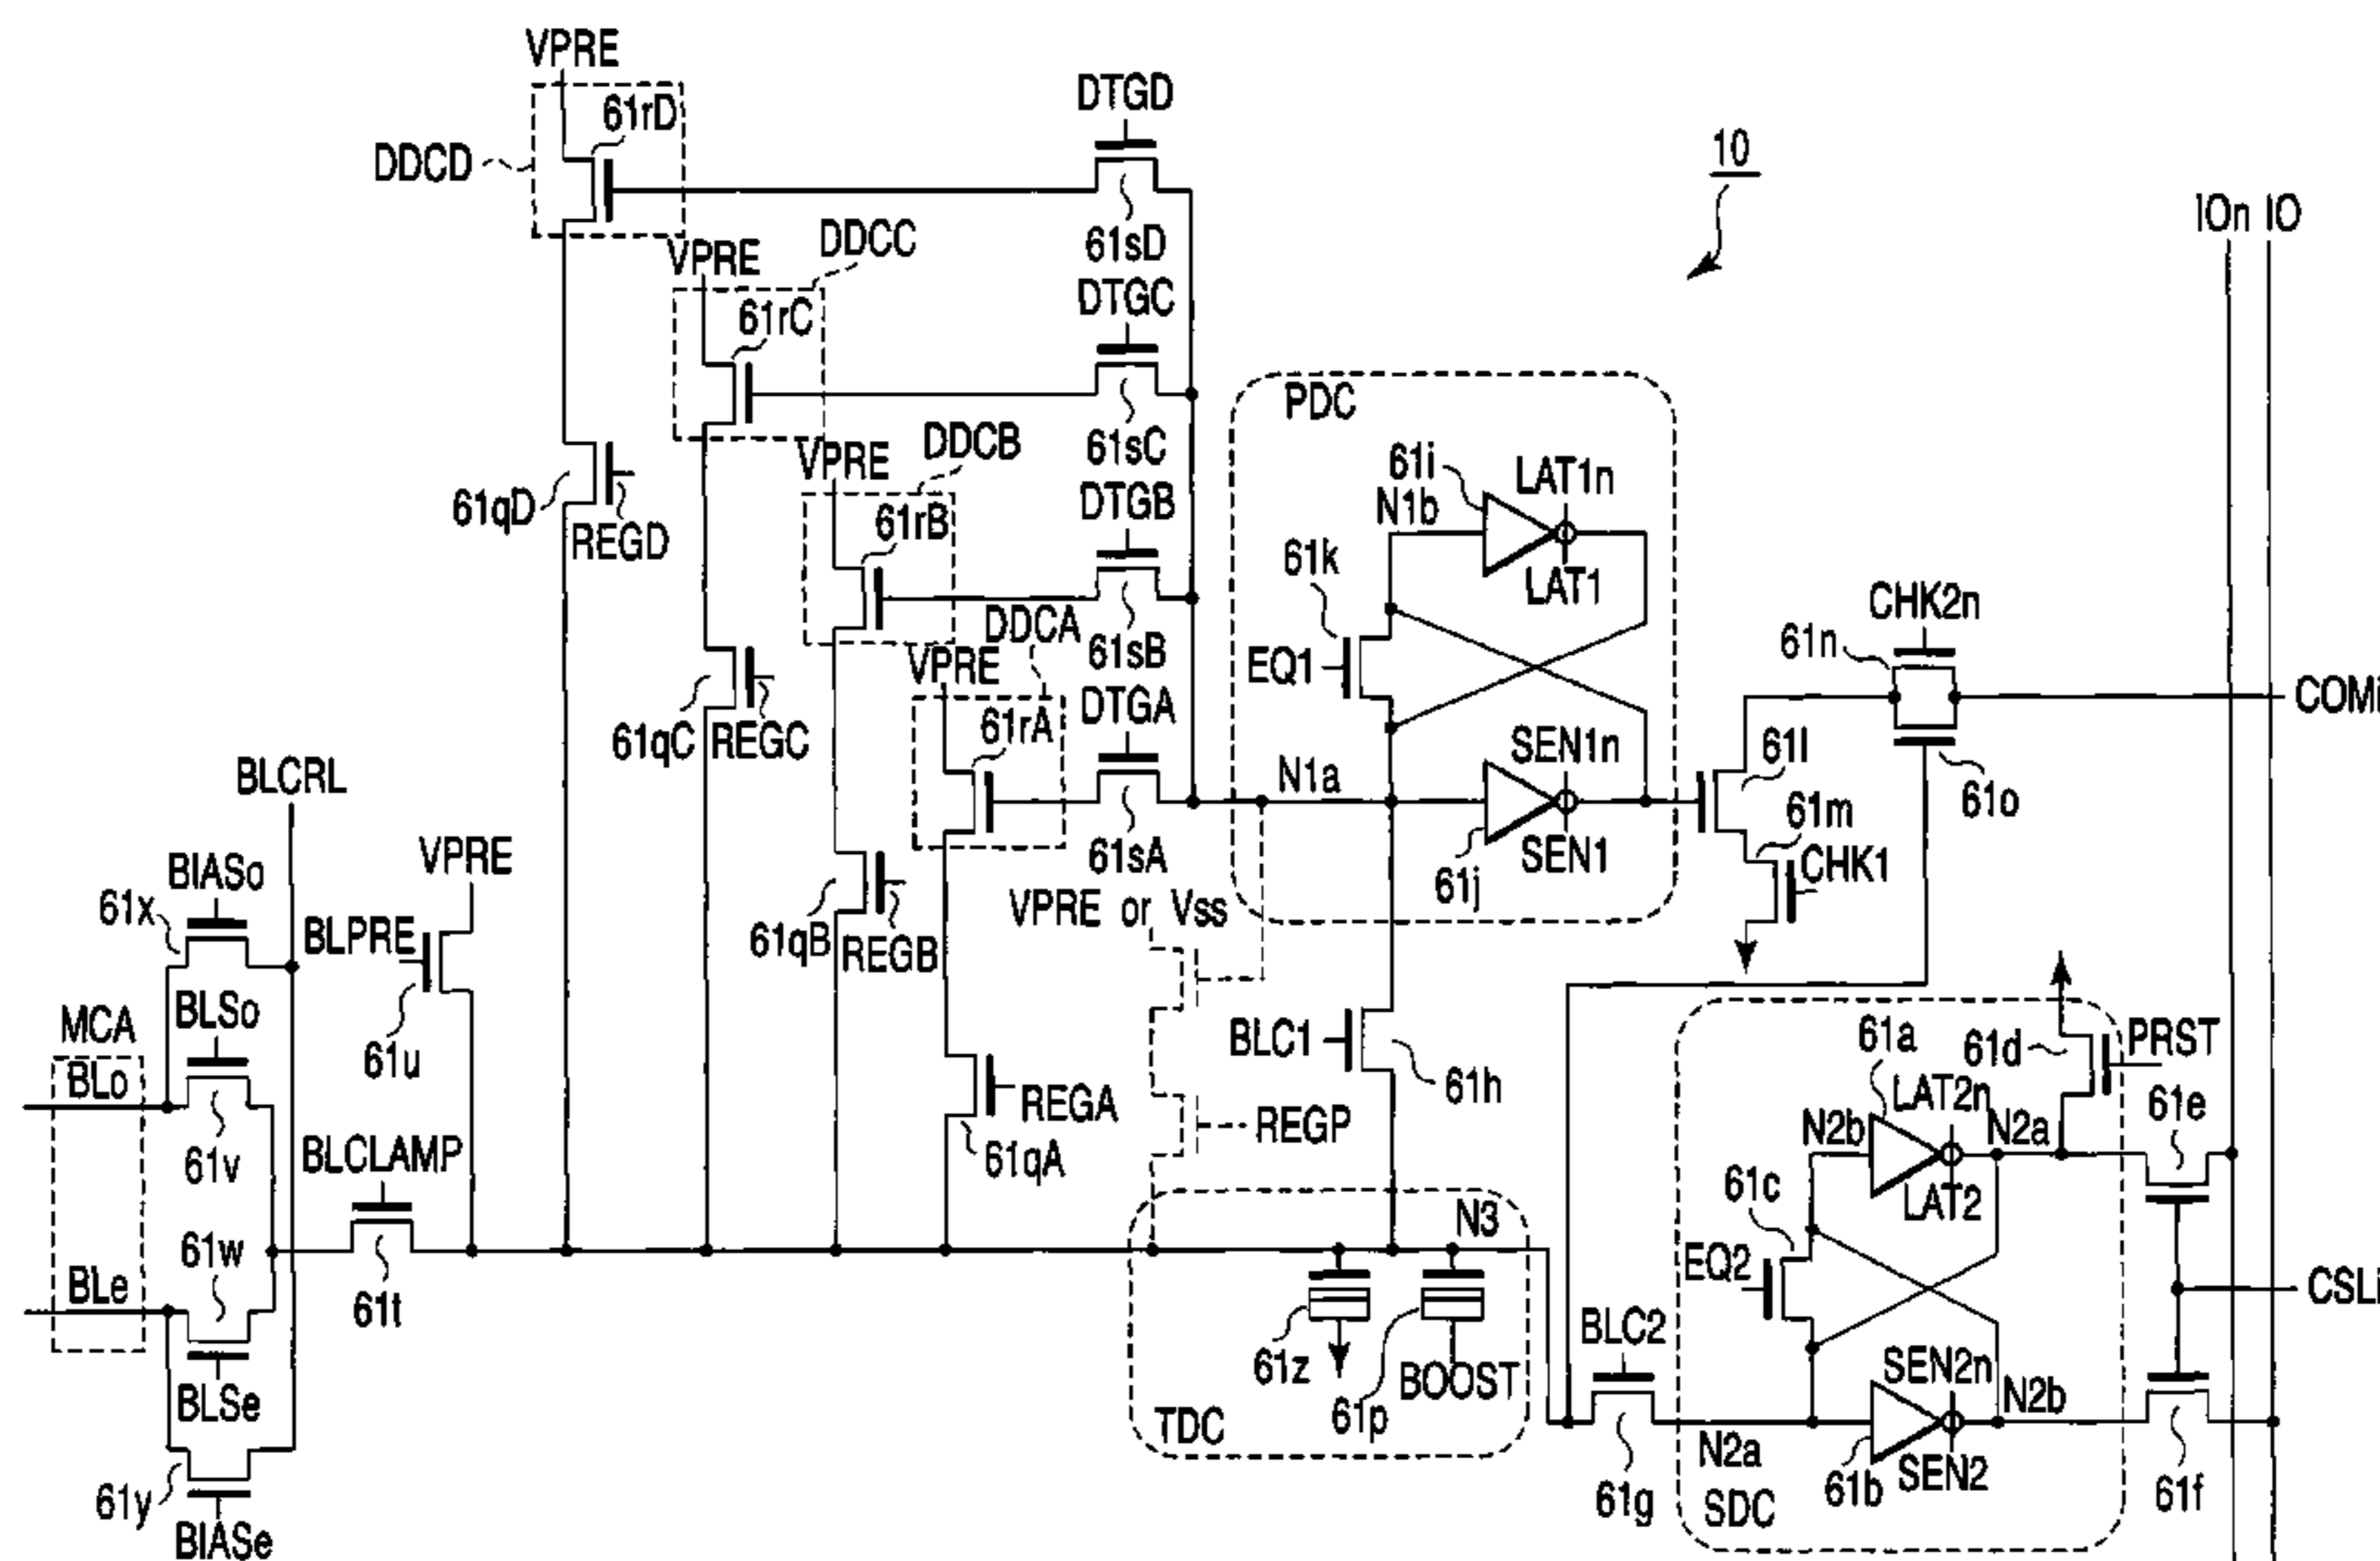 VPRE
61rD
DDCD
DTGD
10
IOn IO
61sD
DDCC
VPRE
61rC
DTGC
61sC
PDC
61qD
REGD
DDCB
VPRE
61rB
DTGB
61i
LAT1n
N1b
LAT1
61k
EQ1
61sB
DDCA
VPRE
61rA
DTGA
CHK2n
61n
COMi
61qC REGC
N1a
SEN1n
61l
61o
BLCRL
61sA
61j
SEN1
61m
CHK1
VPRE
BIASo
61x
BLPRE
61qB
REGB
VPRE or Vss
MCA
BLSo
61u
BLo
61v
REGA
61qA
REGP
BLC1
61h
61a
61d
PRST
LAT2n
61e
N2b
N2a
BLCLAMP
61w
61c
LAT2
BLe
61t
N3
EQ2
CSLi
BLSe
61z
61p
BOOST
BLC2
SEN2n
N2b
TDC
61y
BIASe
61g
N2a
61b
SEN2
SDC
61f